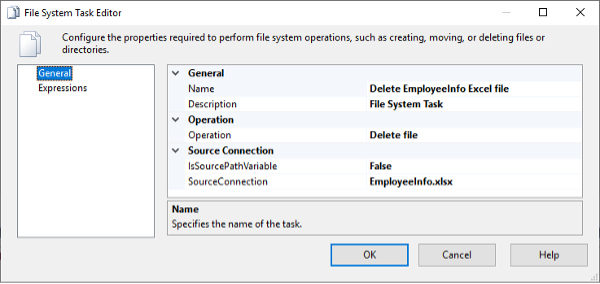 File System Task Editor
Configure the properties required to perform file system operations, such as creating, moving, or deleting files or
directories.
General
Expressions
General
Name Delete EmployeeInfo Excel file
Description File System Task
Operation
Operation Delete file
Source Connection
IsSourcePathVariable False
SourceConnection EmployeeInfo.xlsx
Name
Specifies the name of the task.
OK Cancel Help